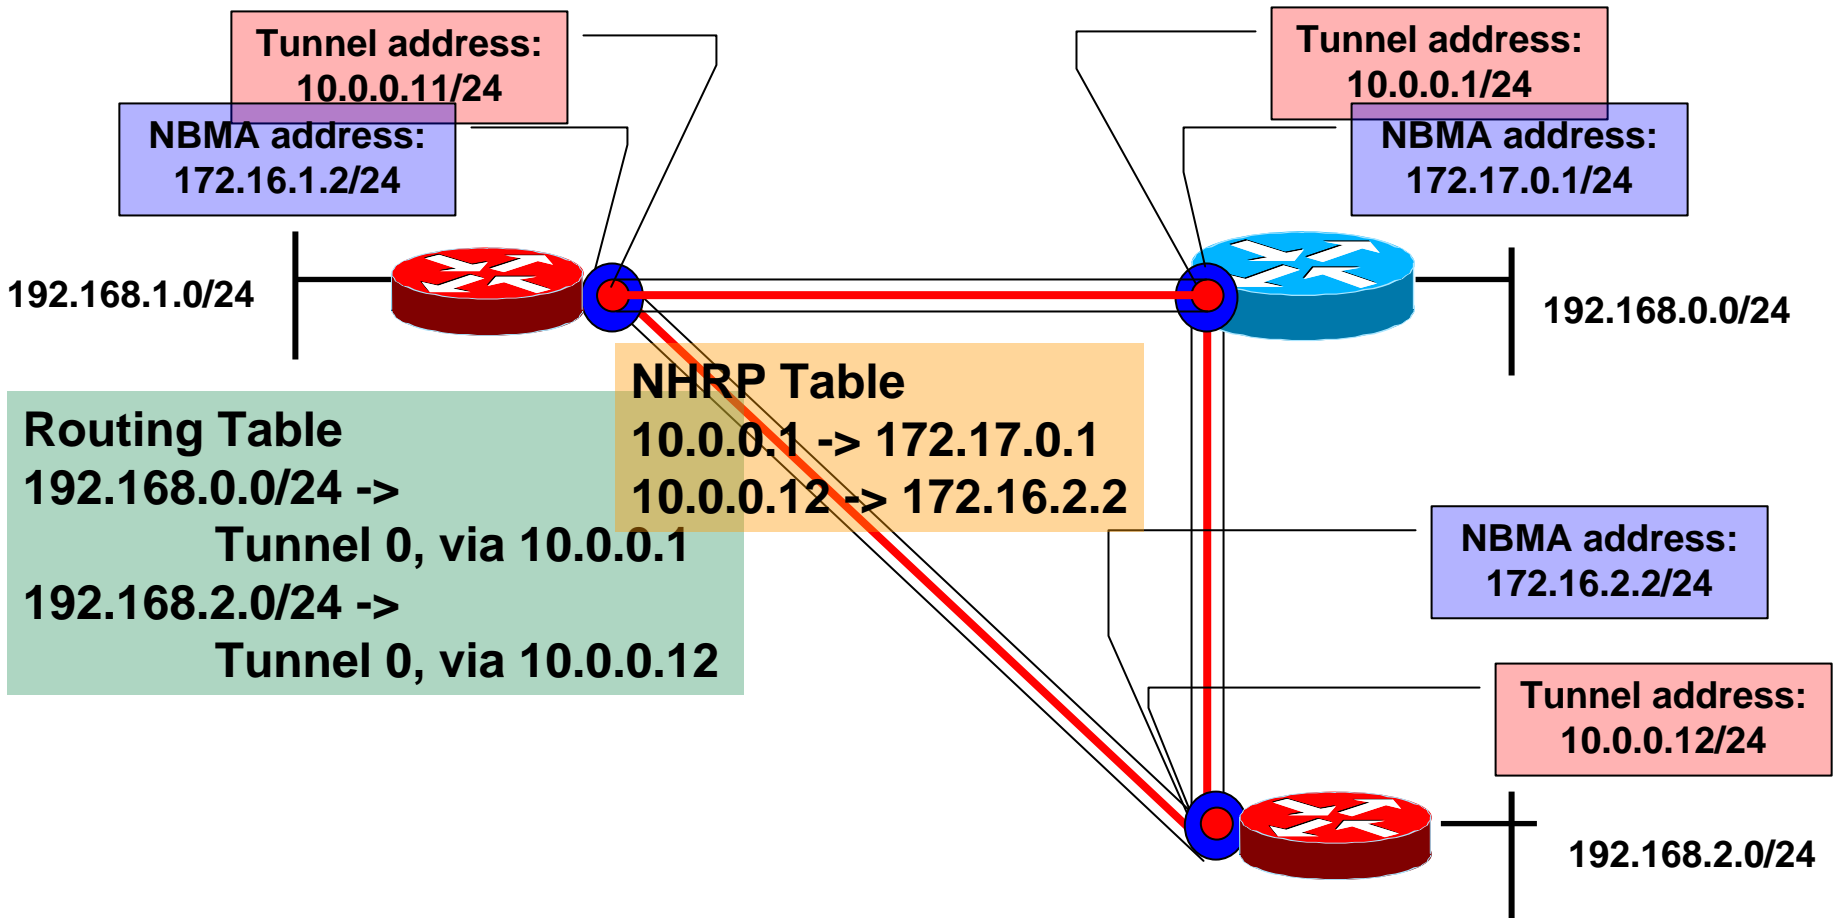 Tunnel address:
10.0.0.11/24
NBMA address:
172.16.1.2/24
Tunnel address:
10.0.0.1/24
NBMA address:
172.17.0.1/24
192.168.1.0/24
192.168.0.0/24
NHRP Table
10.0.0.1 -> 172.17.0.1
10.0.0.12 -> 172.16.2.2
Routing Table
192.168.0.0/24 ->
Tunnel 0, via 10.0.0.1
192.168.2.0/24 ->
Tunnel 0, via 10.0.0.12
NBMA address:
172.16.2.2/24
Tunnel address:
10.0.0.12/24
192.168.2.0/24